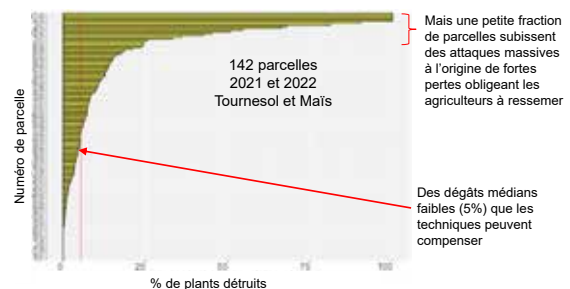 Mais une petite fraction
de parcelles subissent
des attaques massives
à l'origine de fortes
pertes obligeant les
agriculteurs à ressemer
142 parcelles
2021 et 2022
Tournesol et Maïs
Numéro de parcelle
Des dégâts médians
faibles (5%) que les
techniques peuvent
compenser
0 25 50 75 100
% de plants détruits